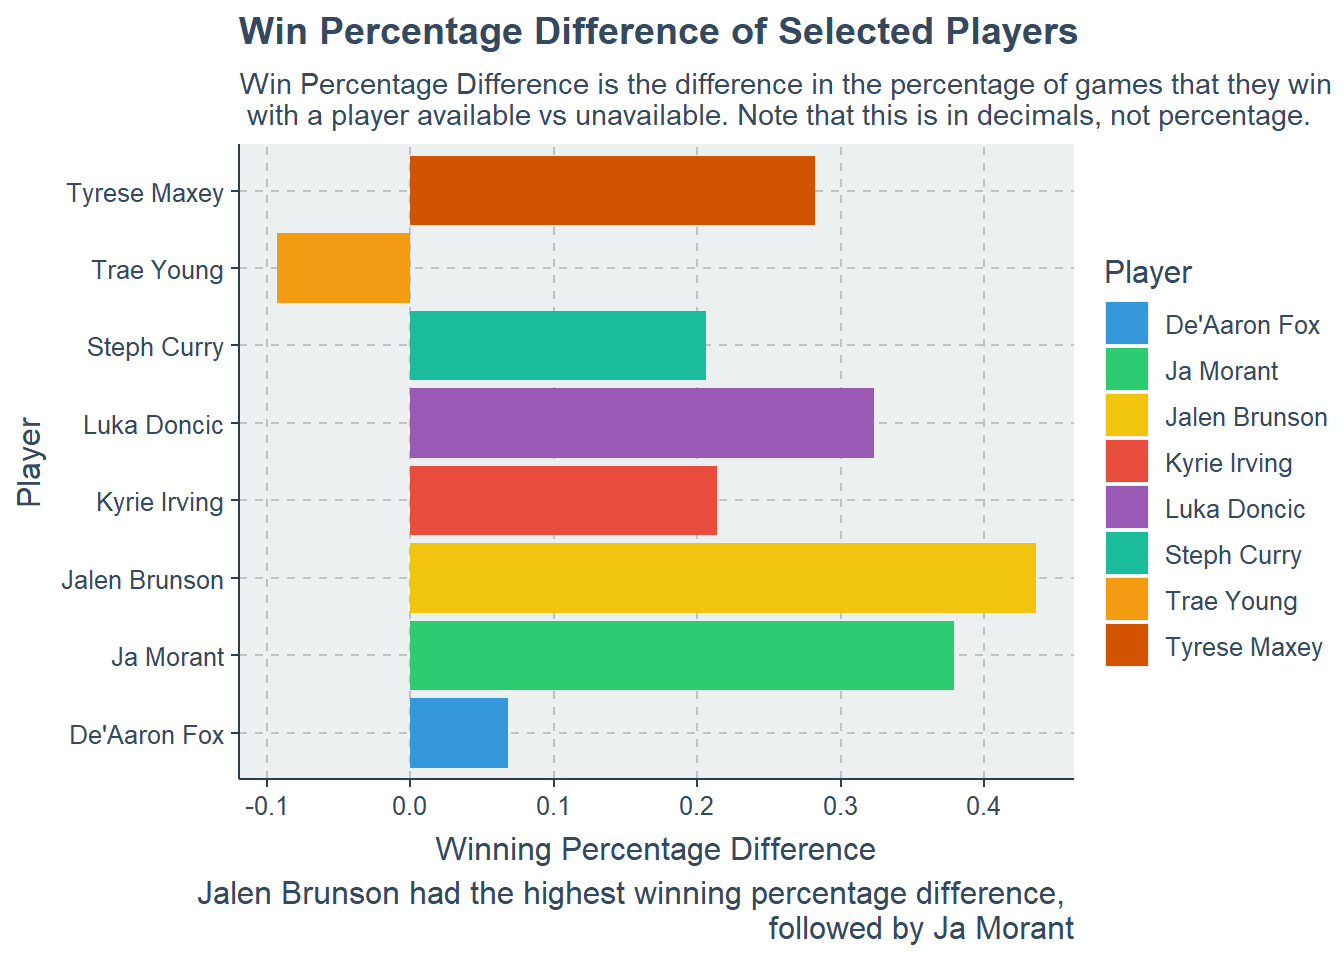 Win Percentage Difference of Selected Players
Win Percentage Difference is the difference in the percentage of games that they win
with a player available vs unavailable. Note that this is in decimals, not percentage.
Player
Tyrese Maxey
Trae Young
Steph Curry
Luka Doncic
Kyrie Irving
Jalen Brunson
Ja Morant
De'Aaron Fox
-0.1 0.0 0.1 0.2 0.3 0.4
Winning Percentage Difference
Player
De'Aaron Fox
Ja Morant
Jalen Brunson
Kyrie Irving
Luka Doncic
Steph Curry
Trae Young
Tyrese Maxey
Jalen Brunson had the highest winning percentage difference,
followed by Ja Morant